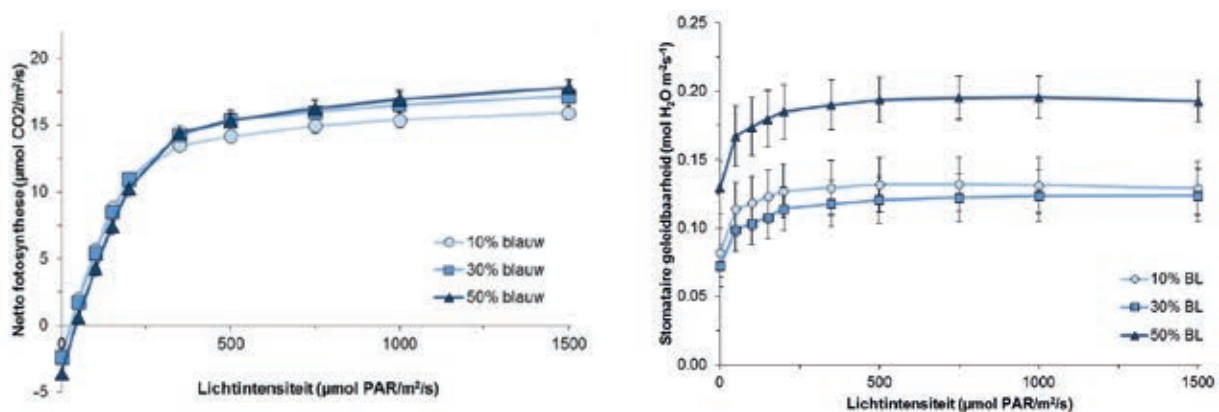 Netto fotosynthese (µmol CO2/m²/s)
20
15
10
5
0
-5
0
500
1000
1500
10% blauw
30% blauw
50% blauw
Lichtintensiteit (µmol PAR/m²/s)
Stomataire geleidbaarheid (mol H₂O m⁻²s⁻¹)
0.25
0.20
0.15
0.10
0.05
0.00
0
500
1000
1500
10% BL
30% BL
50% BL
Lichtintensiteit (µmol PAR/m²/s)